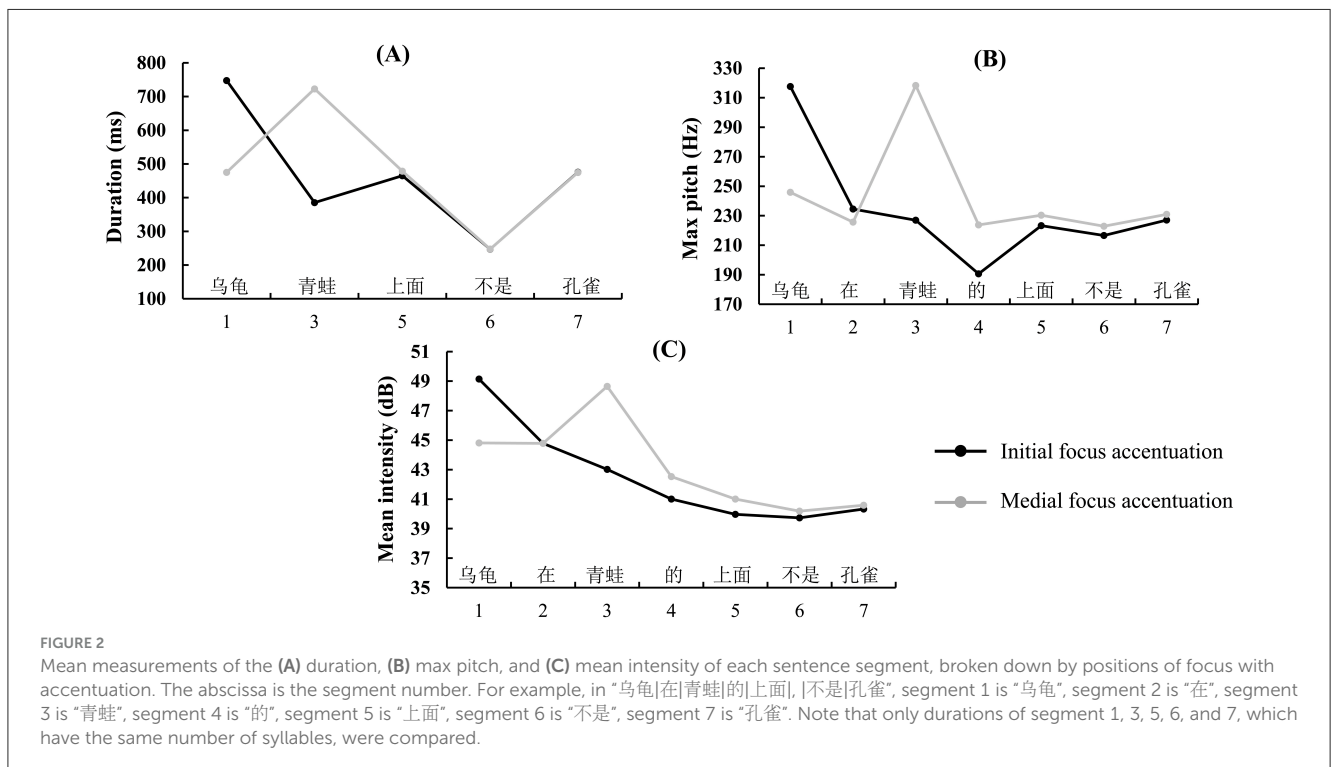 (A)
800
700
600
500
400
300
200
100
Duration (ms)
乌龟 青蛙 上面 不是 孔雀
1 3 5 6 7
(B)
330
310
290
270
250
230
210
190
170
Max pitch (Hz)
乌龟 在 青蛙 的 上面 不是 孔雀
1 2 3 4 5 6 7
(C)
51
49
47
45
43
41
39
37
35
Mean intensity (dB)
乌龟 在 青蛙 的 上面 不是 孔雀
1 2 3 4 5 6 7
Initial focus accentuation
Medial focus accentuation
FIGURE 2
Mean measurements of the (A) duration, (B) max pitch, and (C) mean intensity of each sentence segment, broken down by positions of focus with
accentuation. The abscissa is the segment number. For example, in “乌龟|在|青蛙|的|上面|, |不是|孔雀”, segment 1 is “乌龟”, segment 2 is “在”, segment
3 is “青蛙”, segment 4 is “的”, segment 5 is “上面”, segment 6 is “不是”, segment 7 is “孔雀”. Note that only durations of segment 1, 3, 5, 6, and 7, which
have the same number of syllables, were compared.